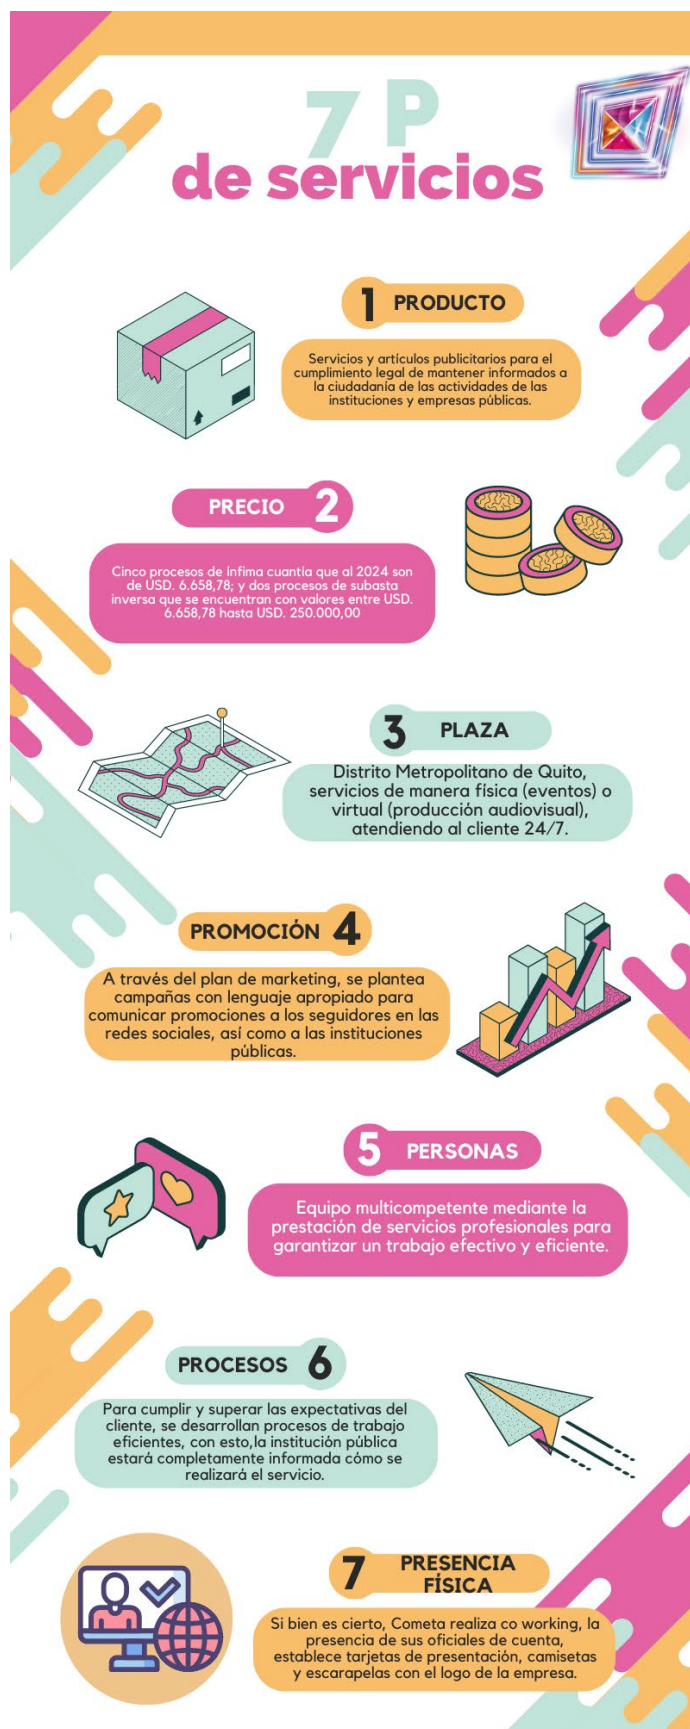 7 P
de servicios
1 PRODUCTO
Servicios y artículos publicitarios para el
cumplimiento legal de mantener informados a
la ciudadanía de las actividades de las
instituciones y empresas públicas.
PRECIO 2
Cinco procesos de ínfima cuantía que al 2024 son
de USD. 6.658,78; y dos procesos de subasta
inversa que se encuentran con valores entre USD.
6.658,78 hasta USD. 250.000,00
3 PLAZA
Distrito Metropolitano de Quito,
servicios de manera física (eventos) o
virtual (producción audiovisual),
atendiendo al cliente 24/7.
PROMOCIÓN 4
A través del plan de marketing, se plantea
campañas con lenguaje apropiado para
comunicar promociones a los seguidores en las
redes sociales, así como a las instituciones
públicas.
5 PERSONAS
Equipo multicompetente mediante la
prestación de servicios profesionales para
garantizar un trabajo efectivo y eficiente.
PROCESOS 6
Para cumplir y superar las expectativas del
cliente, se desarrollan procesos de trabajo
eficientes, con esto,la institución pública
estará completamente informada cómo se
realizará el servicio.
7 PRESENCIA
FÍSICA
Si bien es cierto, Cometa realiza co working, la
presencia de sus oficiales de cuenta,
establece tarjetas de presentación, camisetas
y escarapelas con el logo de la empresa.